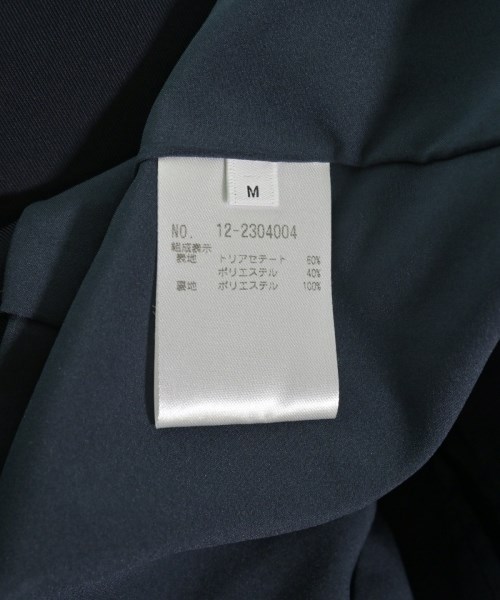 M
NO. 12-2304004
組成表示
表地 トリアセテート 60%
ポリエステル 40%
裏地 ポリエステル 100%